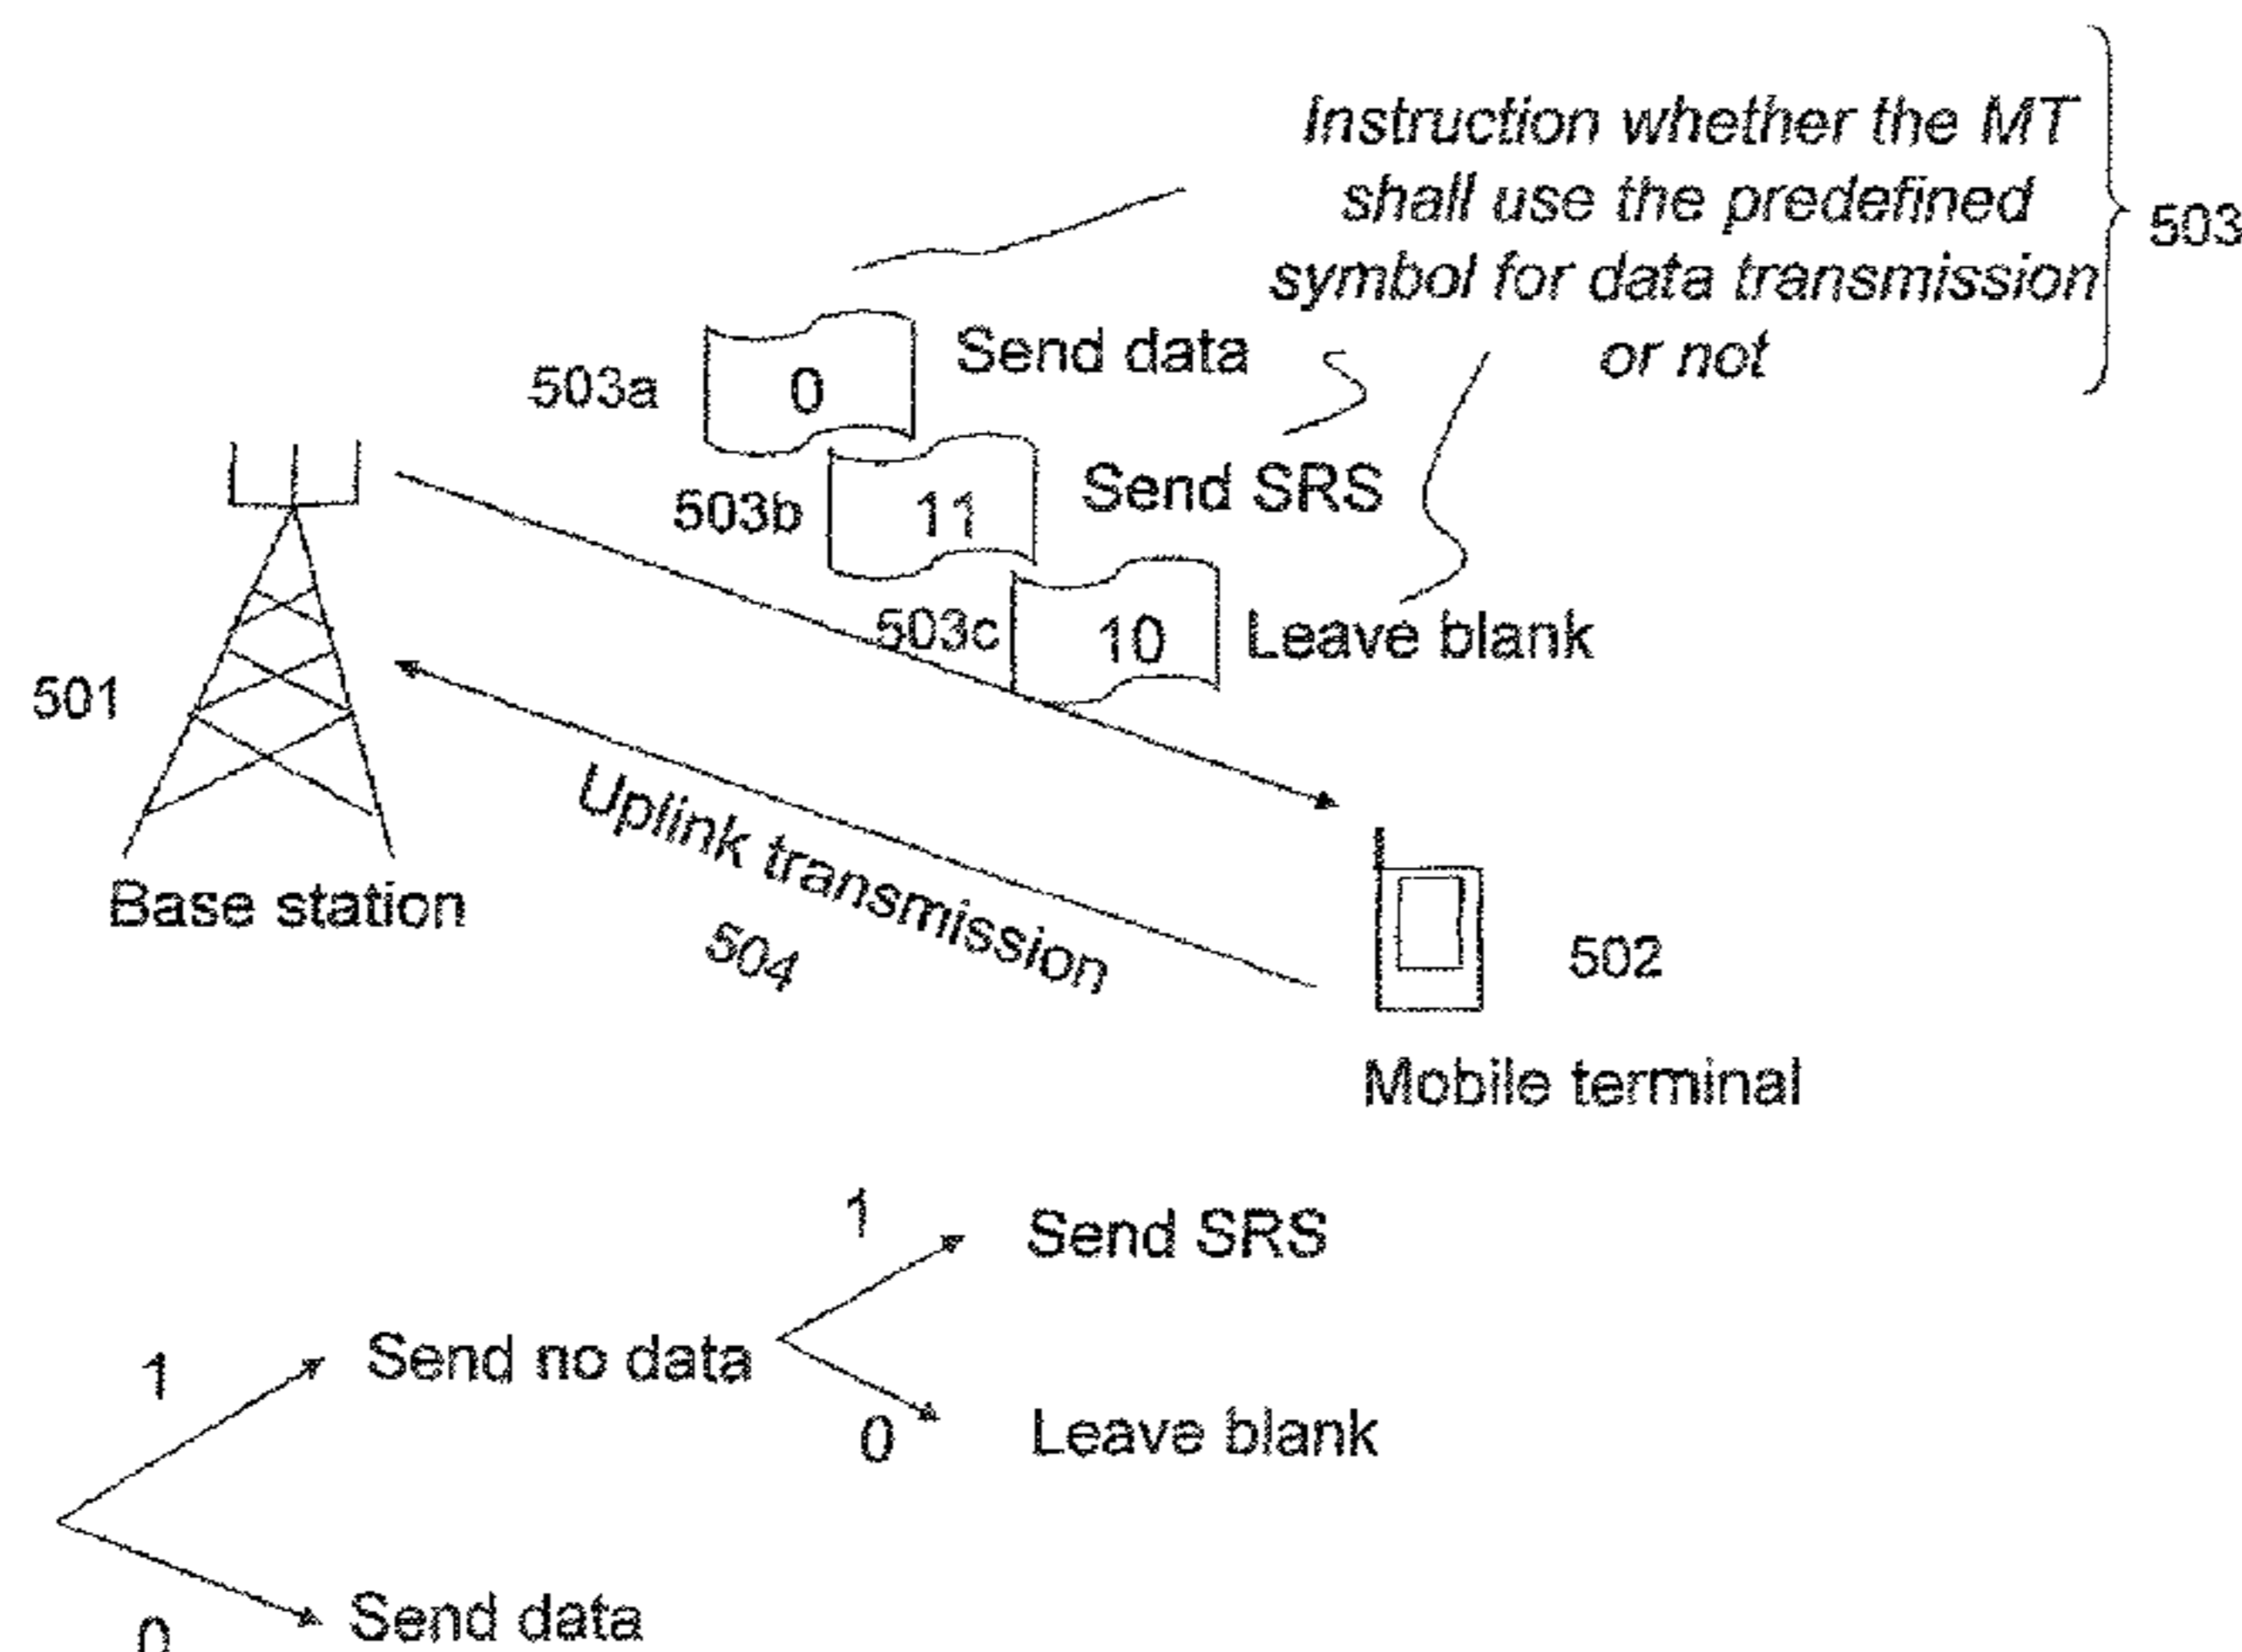 Instruction whether the MT
shall use the predefined
symbol for data transmission
or not
503
503a
0
Send data
503b
11
Send SRS
503c
10
Leave blank
501
Base station
Uplink transmission
504
502
Mobile terminal
1
Send SRS
1
Send no data
0
Leave blank
0
Send data